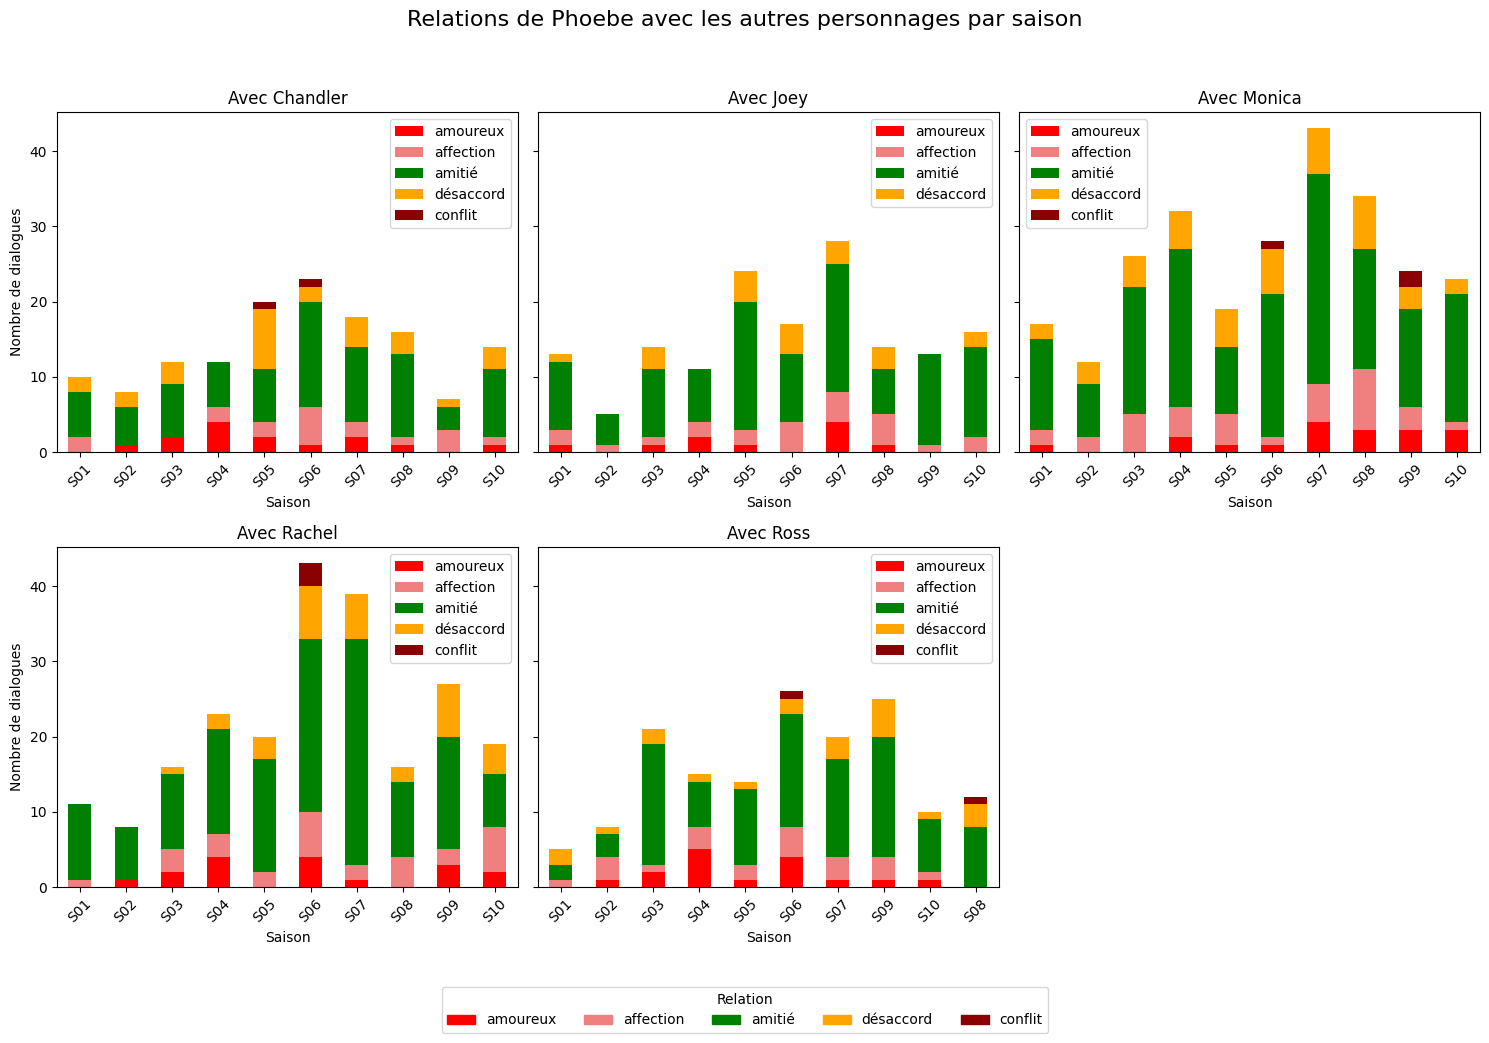 Relations de Phoebe avec les autres personnages par saison
Avec Chandler
Nombre de dialogues
40
30
20
10
0
amoureux
affection
amitié
désaccord
conflit
S01 S02 S03 S04 S05 S06 S07 S08 S09 S10
Saison
Avec Joey
amoureux
affection
amitié
désaccord
S01 S02 S03 S04 S05 S06 S07 S08 S09 S10
Saison
Avec Monica
amoureux
affection
amitié
désaccord
conflit
S01 S02 S03 S04 S05 S06 S07 S08 S09 S10
Saison
Avec Rachel
Nombre de dialogues
40
30
20
10
0
amoureux
affection
amitié
désaccord
conflit
S01 S02 S03 S04 S05 S06 S07 S08 S09 S10
Saison
Avec Ross
amoureux
affection
amitié
désaccord
conflit
S01 S02 S03 S04 S05 S06 S07 S09 S10 S08
Saison
Relation
amoureux affection amitié désaccord conflit